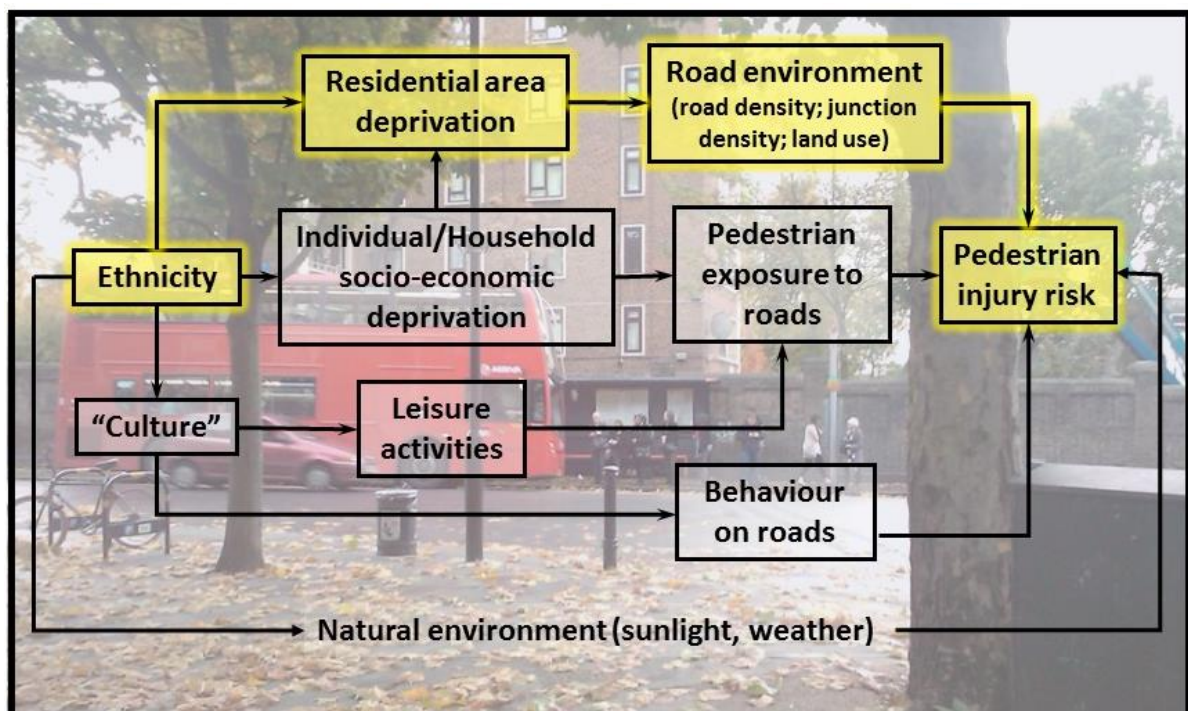 Residential area
deprivation
Road environment
(road density; junction
density; land use)
Individual/Household
socio-economic
deprivation
Pedestrian
exposure to
roads
Pedestrian
injury risk
Ethnicity
“Culture”
Leisure
activities
Behaviour
on roads
Natural environment (sunlight, weather)